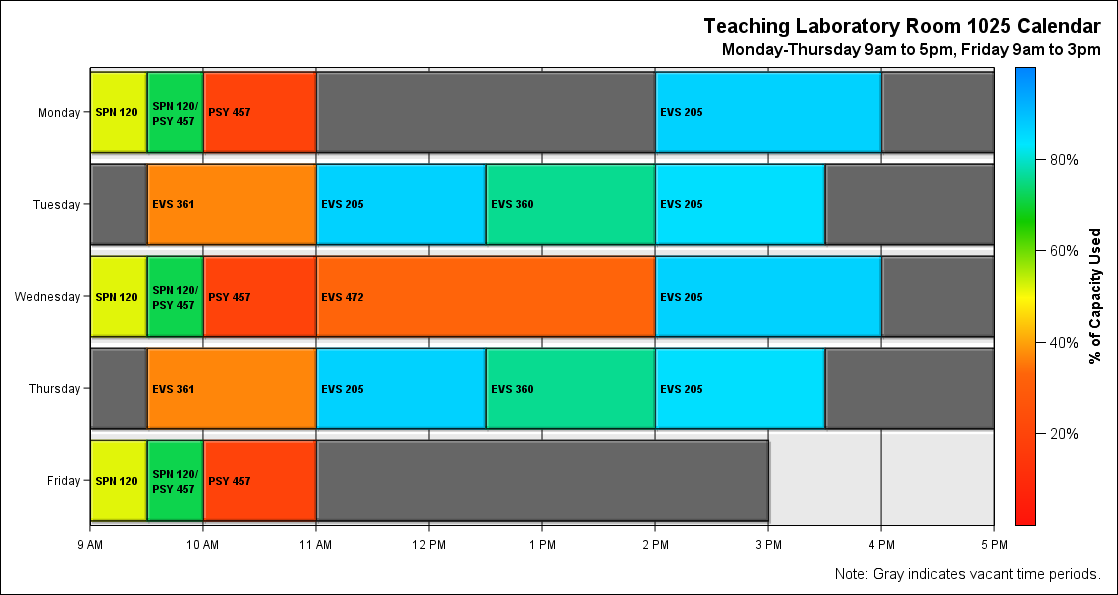 Teaching Laboratory Room 1025 Calendar
Monday-Thursday 9am to 5pm, Friday 9am to 3pm
Monday
SPN 120
SPN 120/
PSY 457
PSY 457
EVS 205
Tuesday
EVS 361
EVS 205
EVS 360
EVS 205
Wednesday
SPN 120
SPN 120/
PSY 457
PSY 457
EVS 472
EVS 205
Thursday
EVS 361
EVS 205
EVS 360
EVS 205
Friday
SPN 120
SPN 120/
PSY 457
PSY 457
9 AM
10 AM
11 AM
12 PM
1 PM
2 PM
3 PM
4 PM
5 PM
80%
60%
40%
20%
% of Capacity Used
Note: Gray indicates vacant time periods.